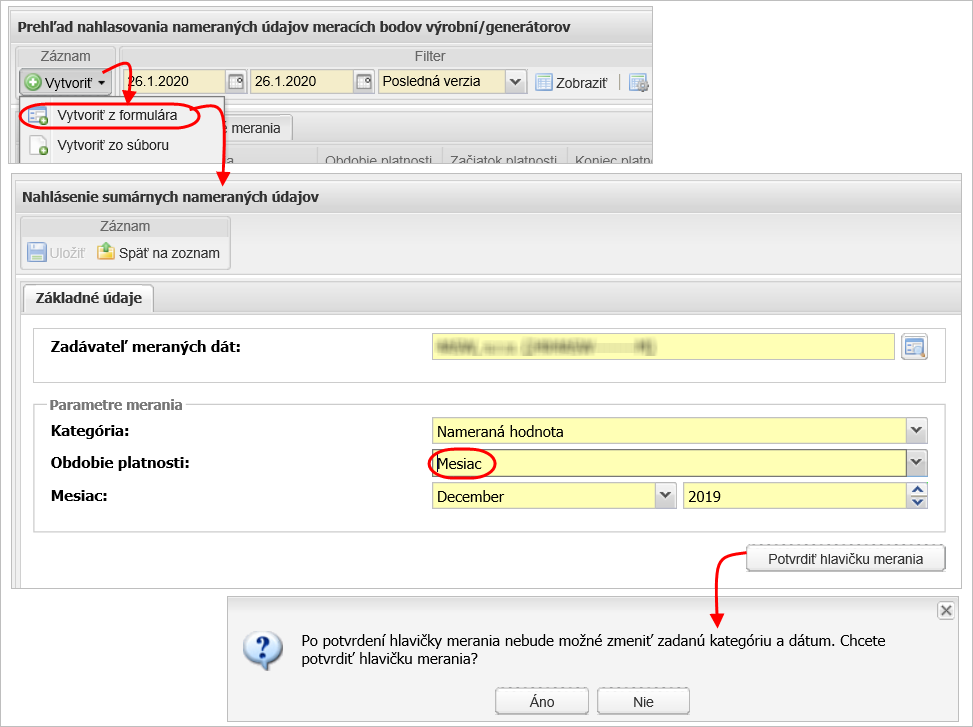 Prehľad nahlasovania nameraných údajov meracích bodov výrobní/generátorov
Záznam Filter
Vytvoriť 26.1.2020 26.1.2020 Posledná verzia Zobraziť
Vytvoriť z formulára
merania
Vytvoriť zo súboru
Obdobie platnosti Začiatok platnosti Koniec
Nahlásenie sumárnych nameraných údajov
Záznam
Uložiť Späť na zoznam
Základné údaje
Zadávateľ meraných dát:
Parametre merania
Kategória: Nameraná hodnota
Obdobie platnosti: Mesiac
Mesiac: December 2019
Potvrdiť hlavičku merania
Po potvrdení hlavičky merania nebude možné zmeniť zadanú kategóriu a dátum. Chcete
potvrdiť hlavičku merania?
Áno Nie